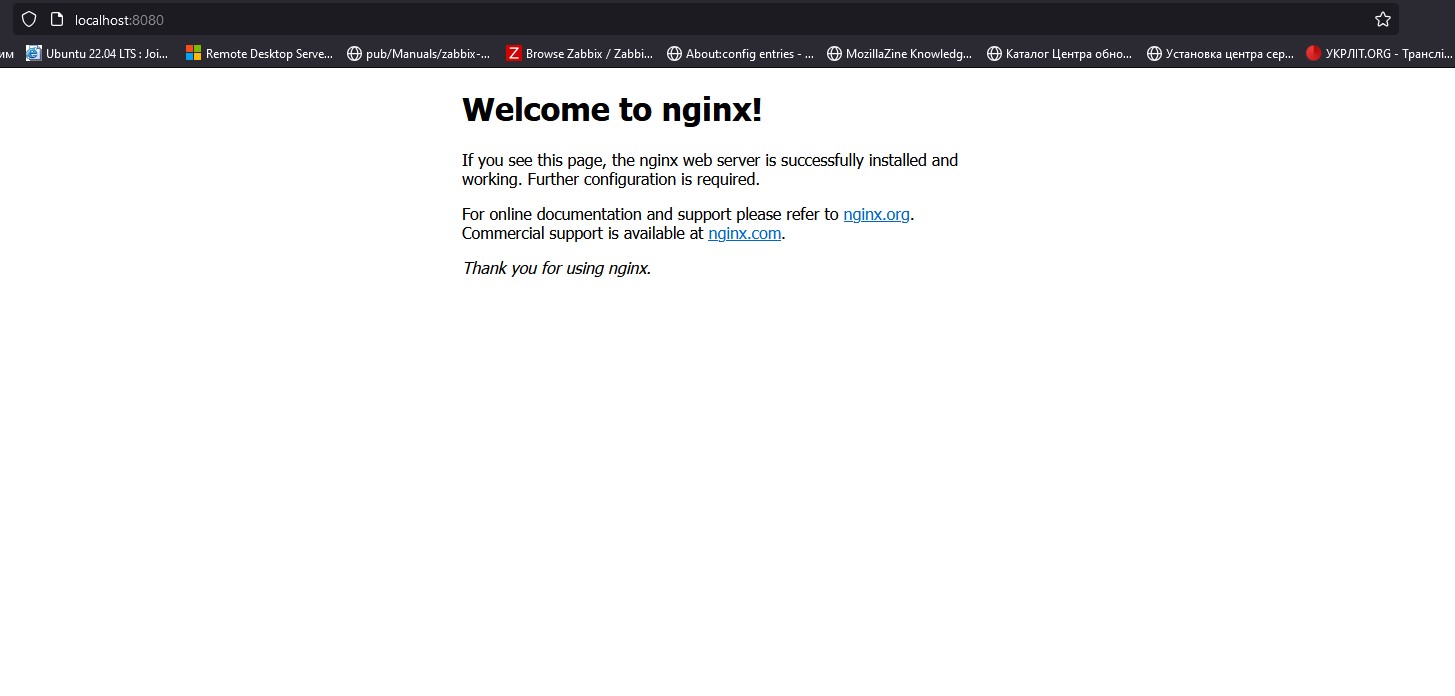 localhost:8080
им Ubuntu 22.04 LTS : Joi... Remote Desktop Serve... pub/Manuals/zabbix-... Z Browse Zabbix / Zabbi... About:config entries - ... MozillaZine Knowledg... Каталог Центра обно... Установка центра сер... УКРЛІТ.ORG - Транслі...
Welcome to nginx!
If you see this page, the nginx web server is successfully installed and
working. Further configuration is required.
For online documentation and support please refer to nginx.org.
Commercial support is available at nginx.com.
Thank you for using nginx.